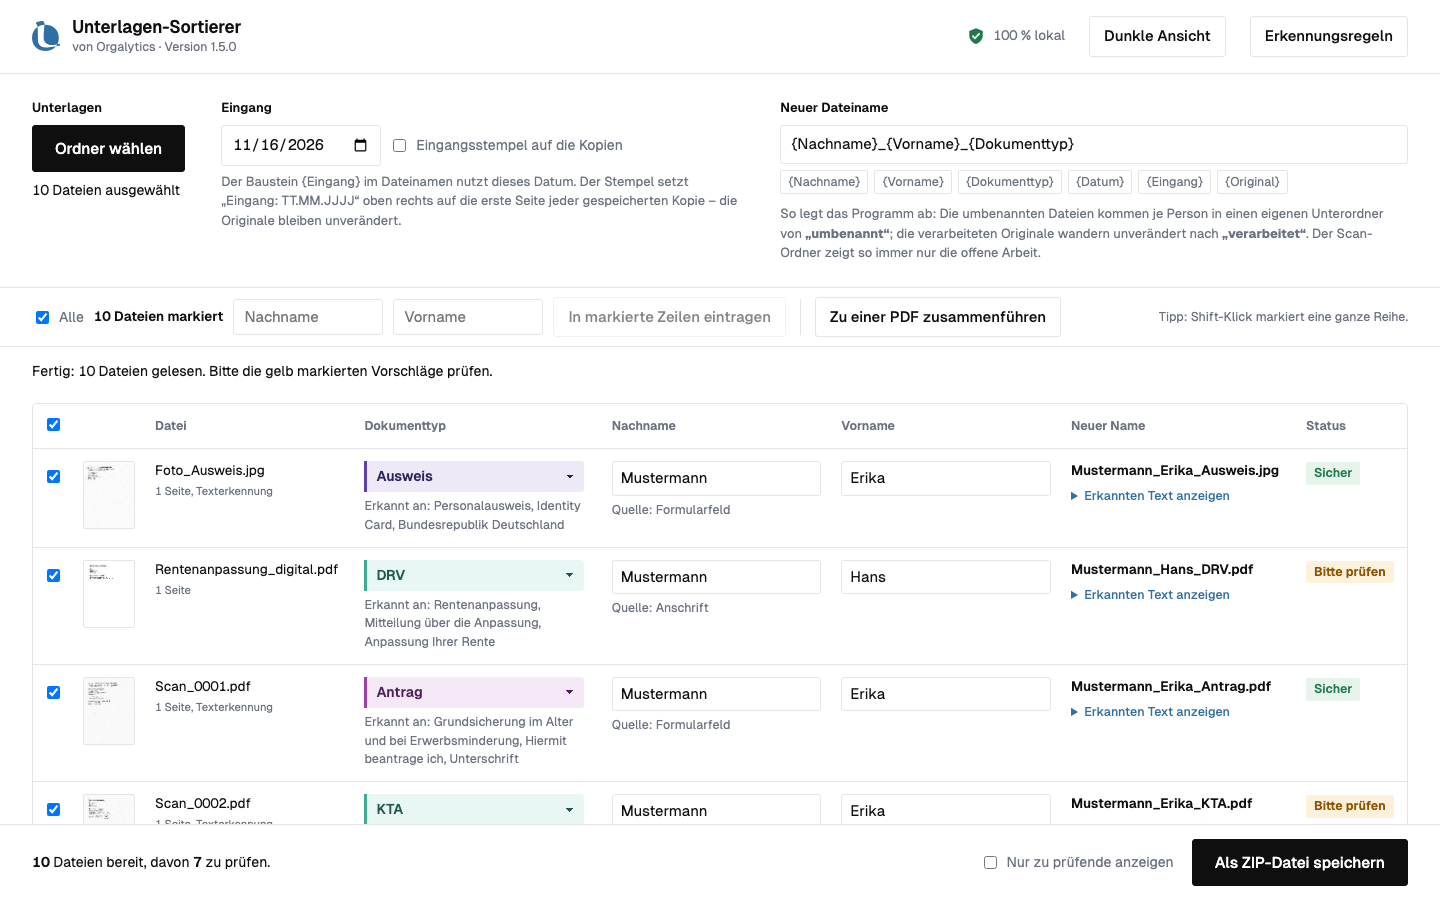 Unterlagen-Sortierer
von Orgalytics · Version 1.5.0
100 % lokal
Dunkle Ansicht
Erkennungsregeln
Unterlagen
Ordner wählen
10 Dateien ausgewählt
Eingang
11/16/2026
Eingangsstempel auf die Kopien
Der Baustein {Eingang} im Dateinamen nutzt dieses Datum. Der Stempel setzt
„Eingang: TT.MM.JJJJ“ oben rechts auf die erste Seite jeder gespeicherten Kopie – die
Originale bleiben unverändert.
Neuer Dateiname
{Nachname}_{Vorname}_{Dokumenttyp}
{Nachname} {Vorname} {Dokumenttyp} {Datum} {Eingang} {Original}
So legt das Programm ab: Die umbenannten Dateien kommen je Person in einen eigenen Unterordner
von „umbenannt“; die verarbeiteten Originale wandern unverändert nach „verarbeitet“. Der Scan-
Ordner zeigt so immer nur die offene Arbeit.
Alle 10 Dateien markiert Nachname Vorname In markierte Zeilen eintragen Zu einer PDF zusammenführen Tipp: Shift-Klick markiert eine ganze Reihe.
Fertig: 10 Dateien gelesen. Bitte die gelb markierten Vorschläge prüfen.
Datei Dokumenttyp Nachname Vorname Neuer Name Status
Foto_Ausweis.jpg
1 Seite, Texterkennung
Ausweis
Erkannt an: Personalausweis, Identity
Card, Bundesrepublik Deutschland
Mustermann
Quelle: Formularfeld
Erika
Mustermann_Erika_Ausweis.jpg
Erkannten Text anzeigen
Sicher
Rentenanpassung_digital.pdf
1 Seite
DRV
Erkannt an: Rentenanpassung,
Mitteilung über die Anpassung,
Anpassung Ihrer Rente
Mustermann
Quelle: Anschrift
Hans
Mustermann_Hans_DRV.pdf
Erkannten Text anzeigen
Bitte prüfen
Scan_0001.pdf
1 Seite, Texterkennung
Antrag
Erkannt an: Grundsicherung im Alter
und bei Erwerbsminderung, Hiermit
beantrage ich, Unterschrift
Mustermann
Quelle: Formularfeld
Erika
Mustermann_Erika_Antrag.pdf
Erkannten Text anzeigen
Sicher
Scan_0002.pdf
1 Seite, Texterkennung
KTA
Mustermann
Erika
Mustermann_Erika_KTA.pdf
Bitte prüfen
10 Dateien bereit, davon 7 zu prüfen.
Nur zu prüfende anzeigen
Als ZIP-Datei speichern